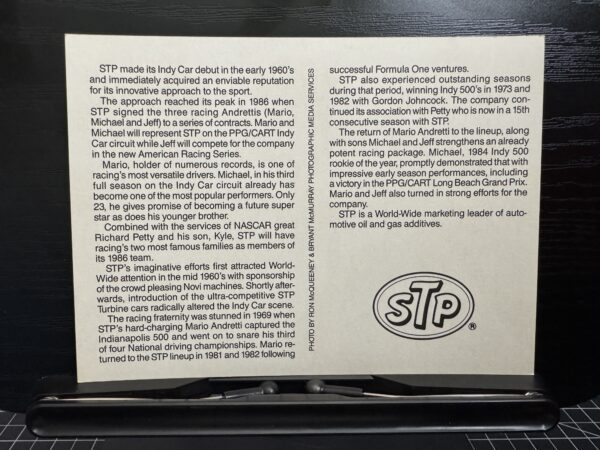 STP made its Indy Car debut in the early 1960's
and immediately acquired an enviable reputation
for its innovative approach to the sport.
The approach reached its peak in 1986 when
STP signed the three racing Andrettis (Mario,
Michael and Jeff) to a series of contracts. Mario and
Michael will represent STP on the PPG/CART Indy
Car circuit while Jeff will compete for the company
in the new American Racing Series.
Mario, holder of numerous records, is one of
racing's most versatile drivers. Michael, in his third
full season on the Indy Car circuit already has
become one of the most popular performers. Only
23, he gives promise of becoming a future super
star as does his younger brother.
Combined with the services of NASCAR great
Richard Petty and his son, Kyle, STP will have
racing's two most famous families as members of
its 1986 team.
STP's imaginative efforts first attracted World-
Wide attention in the mid 1960's with sponsorship
of the crowd pleasing Novi machines. Shortly after-
wards, introduction of the ultra-competitive STP
Turbine cars radically altered the Indy Car scene.
The racing fraternity was stunned in 1969 when
STP's hard-charging Mario Andretti captured the
Indianapolis 500 and went on to snare his third
of four National driving championships. Mario re-
turned to the STP lineup in 1981 and 1982 following
PHOTO BY RON McQUEENEY & BRYANT McMURRAY PHOTOGRAPHIC MEDIA SERVICES
successful Formula One ventures.
STP also experienced outstanding seasons
during that period, winning Indy 500's in 1973 and
1982 with Gordon Johncock. The company con-
tinued its association with Petty who is now in a 15th
consecutive season with STP.
The return of Mario Andretti to the lineup, along
with sons Michael and Jeff strengthens an already
potent racing package. Michael, 1984 Indy 500
rookie of the year, promptly demonstrated that with
impressive early season performances, including
a victory in the PPG/CART Long Beach Grand Prix.
Mario and Jeff also turned in strong efforts for the
company.
STP is a World-Wide marketing leader of auto-
motive oil and gas additives.
STP®